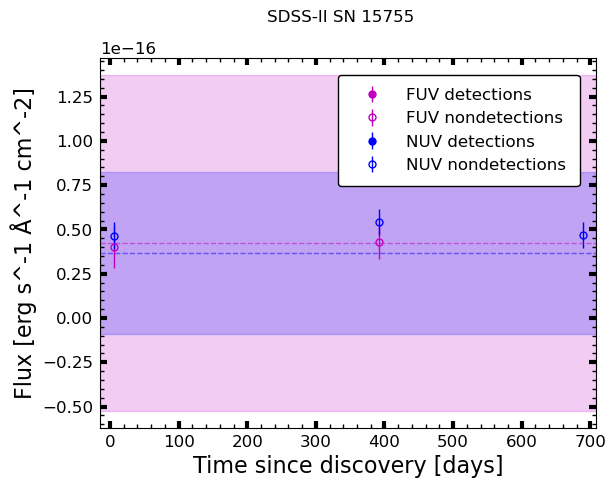 SDSS-II SN 15755
1e−16
1.25
1.00
0.75
0.50
0.25
0.00
−0.25
−0.50
Flux [erg s^-1 Å^-1 cm^-2]
FUV detections
FUV nondetections
NUV detections
NUV nondetections
0 100 200 300 400 500 600 700
Time since discovery [days]